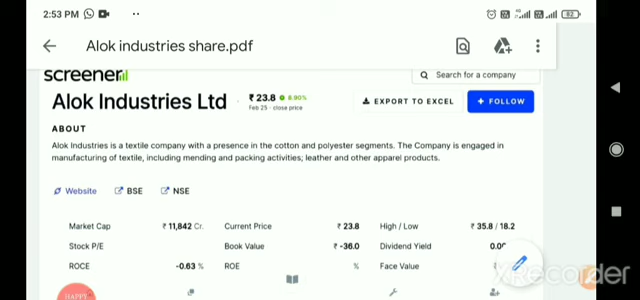 2:53 PM
82
Alok industries share.pdf
screener
Search for a company
Alok Industries Ltd
₹ 23.8 6.90%
Feb 25 - close price
EXPORT TO EXCEL
+ FOLLOW
ABOUT
Alok Industries is a textile company with a presence in the cotton and polyester segments. The Company is engaged in
manufacturing of textile, including mending and packing activities; leather and other apparel products.
Website BSE NSE
Market Cap ₹ 11,842 Cr. Current Price ₹ 23.8 High / Low ₹ 35.8 / 18.2
Stock P/E Book Value ₹ -36.0 Dividend Yield 0.00
ROCE -0.63 % ROE % Face Value
HAPPY
XRecorder